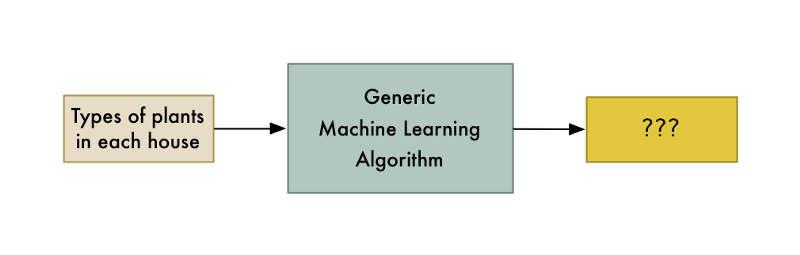 Types of plants
in each house
Generic
Machine Learning
Algorithm
???